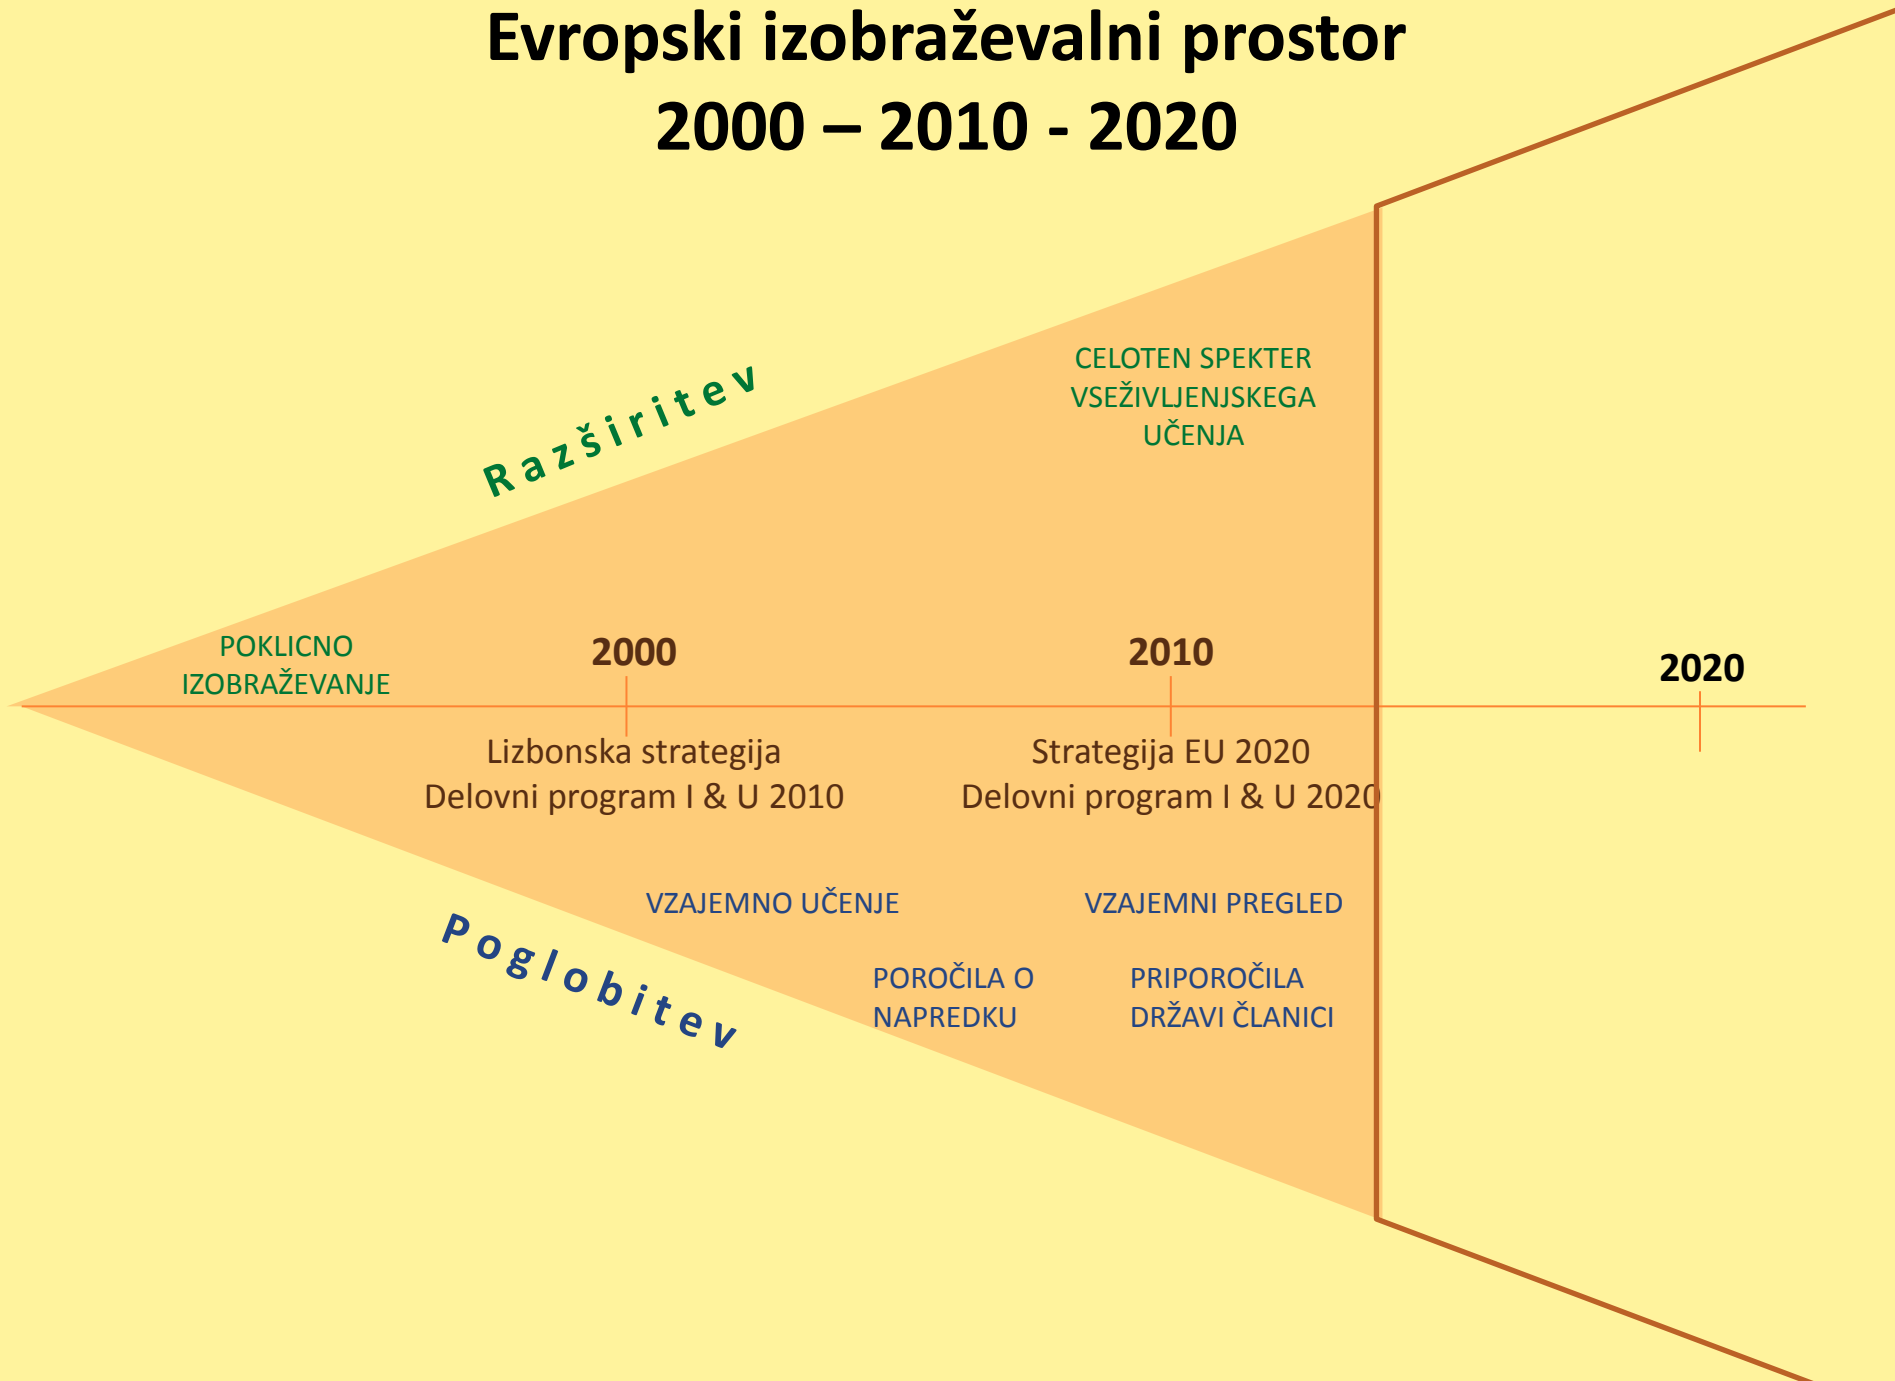 Evropski izobraževalni prostor
2000 – 2010 - 2020
Razširitev
CELOTEN SPEKTER
VSEŽIVLJENJSKEGA
UČENJA
POKLICNO
IZOBRAŽEVANJE
2000
2010
2020
Lizbonska strategija
Delovni program I & U 2010
Strategija EU 2020
Delovni program I & U 2020
VZAJEMNO UČENJE
VZAJEMNI PREGLED
Poglobitev
POROČILA O
NAPREDKU
PRIPOROČILA
DRŽAVI ČLANICI